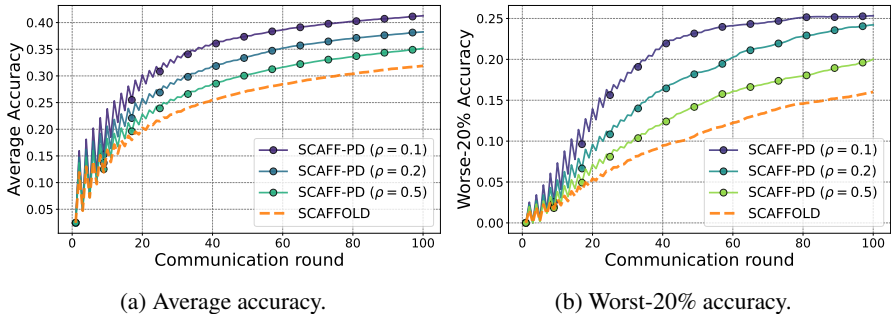 Average Accuracy
0.40
0.35
0.30
0.25
0.20
0.15
0.10
0.05
0 20 40 60 80 100
Communication round
SCAFF-PD (ρ = 0.1)
SCAFF-PD (ρ = 0.2)
SCAFF-PD (ρ = 0.5)
SCAFFOLD
(a) Average accuracy.
Worse-20% Accuracy
0.25
0.20
0.15
0.10
0.05
0.00
0 20 40 60 80 100
Communication round
SCAFF-PD (ρ = 0.1)
SCAFF-PD (ρ = 0.2)
SCAFF-PD (ρ = 0.5)
SCAFFOLD
(b) Worst-20% accuracy.